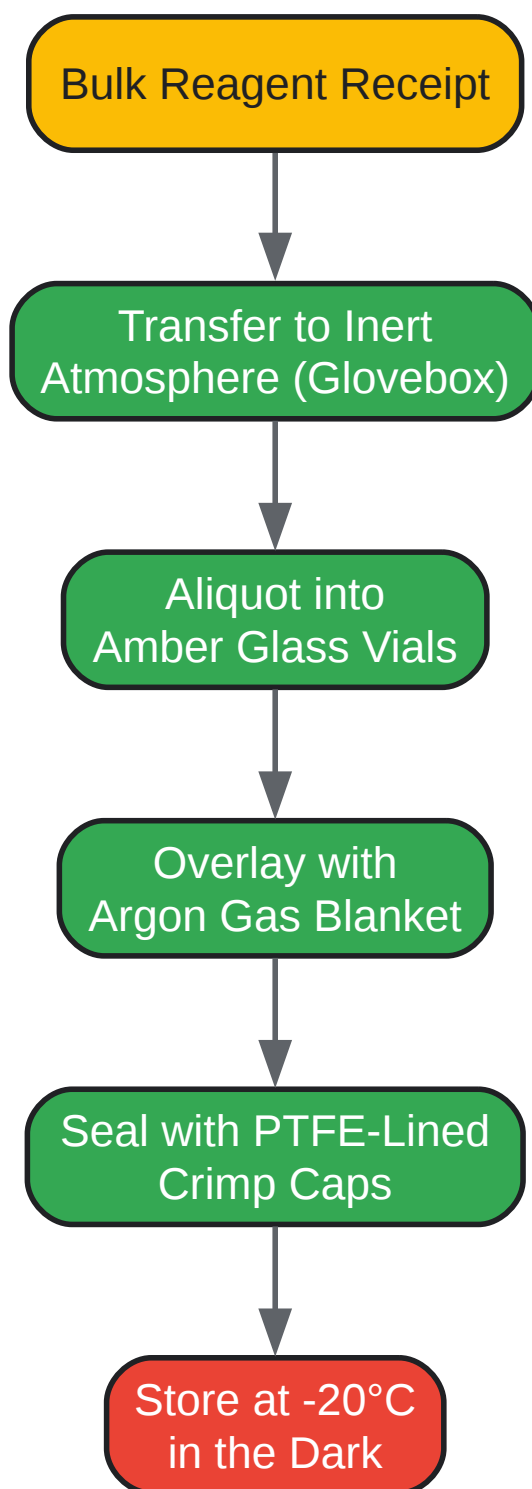 Bulk Reagent Receipt
Transfer to Inert
Atmosphere (Glovebox)
Aliquot into
Amber Glass Vials
Overlay with
Argon Gas Blanket
Seal with PTFE-Lined
Crimp Caps
Store at -20°C
in the Dark